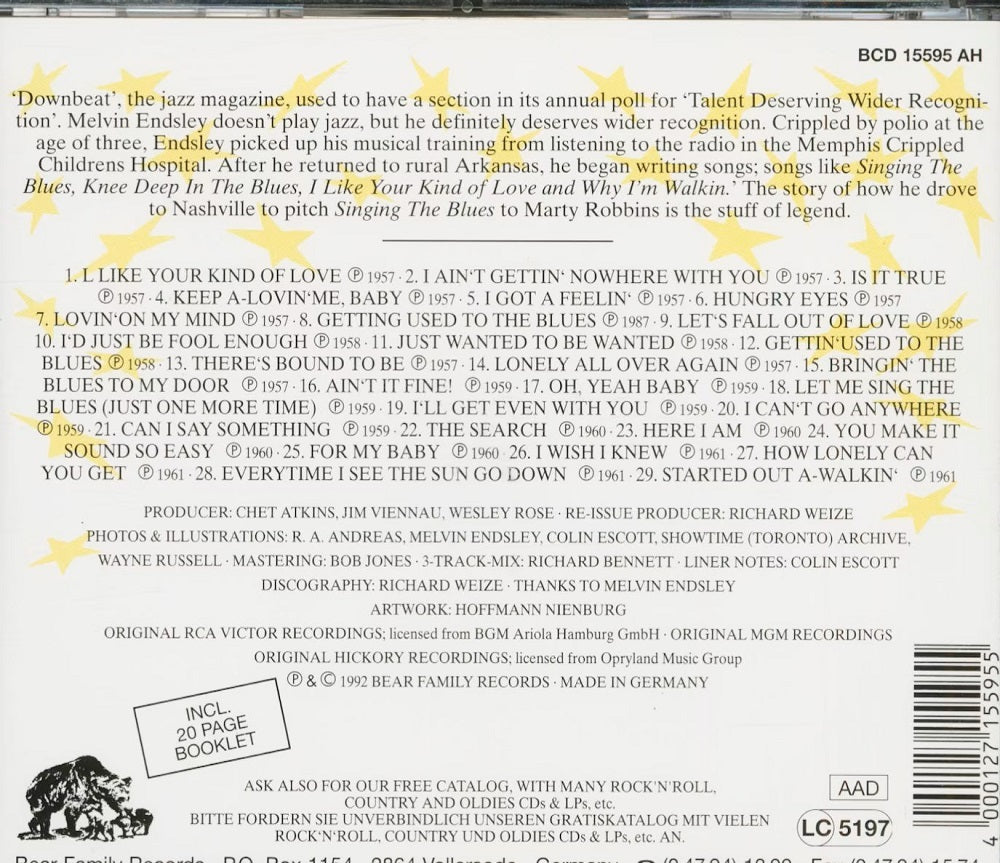 BCD 15595 AH
‘Downbeat’, the jazz magazine, used to have a section in its annual poll for ‘Talent Deserving Wider Recogni-
tion’. Melvin Endsley doesn’t play jazz, but he definitely deserves wider recognition. Crippled by polio at the
age of three, Endsley picked up his musical training from listening to the radio in the Memphis Crippled
Childrens Hospital. After he returned to rural Arkansas, he began writing songs; songs like Singing The
Blues, Knee Deep In The Blues, I Like Your Kind of Love and Why I’m Walkin.’ The story of how he drove
to Nashville to pitch Singing The Blues to Marty Robbins is the stuff of legend.
1. L LIKE YOUR KIND OF LOVE ℗ 1957 · 2. I AIN‘T GETTIN‘ NOWHERE WITH YOU ℗ 1957 · 3. IS IT TRUE
℗ 1957 · 4. KEEP A-LOVIN‘ME, BABY ℗ 1957 · 5. I GOT A FEELIN‘ ℗ 1957 · 6. HUNGRY EYES ℗ 1957
7. LOVIN‘ON MY MIND ℗ 1957 · 8. GETTING USED TO THE BLUES ℗ 1987 · 9. LET‘S FALL OUT OF LOVE ℗ 1958
10. I‘D JUST BE FOOL ENOUGH ℗ 1958 · 11. JUST WANTED TO BE WANTED ℗ 1958 · 12. GETTIN‘USED TO THE
BLUES ℗ 1958 · 13. THERE‘S BOUND TO BE ℗ 1957 · 14. LONELY ALL OVER AGAIN ℗ 1957 · 15. BRINGIN‘ THE
BLUES TO MY DOOR ℗ 1957 · 16. AIN‘T IT FINE! ℗ 1959 · 17. OH, YEAH BABY ℗ 1959 · 18. LET ME SING THE
BLUES (JUST ONE MORE TIME) ℗ 1959 · 19. I‘LL GET EVEN WITH YOU ℗ 1959 · 20. I CAN‘T GO ANYWHERE
℗ 1959 · 21. CAN I SAY SOMETHING ℗ 1959 · 22. THE SEARCH ℗ 1960 · 23. HERE I AM ℗ 1960 24. YOU MAKE IT
SOUND SO EASY ℗ 1960 · 25. FOR MY BABY ℗ 1960 · 26. I WISH I KNEW ℗ 1961 · 27. HOW LONELY CAN
YOU GET ℗ 1961 · 28. EVERYTIME I SEE THE SUN GO DOWN ℗ 1961 · 29. STARTED OUT A-WALKIN‘ ℗ 1961
PRODUCER: CHET ATKINS, JIM VIENNAU, WESLEY ROSE · RE-ISSUE PRODUCER: RICHARD WEIZE
PHOTOS & ILLUSTRATIONS: R. A. ANDREAS, MELVIN ENDSLEY, COLIN ESCOTT, SHOWTIME (TORONTO) ARCHIVE,
WAYNE RUSSELL · MASTERING: BOB JONES · 3-TRACK-MIX: RICHARD BENNETT · LINER NOTES: COLIN ESCOTT
DISCOGRAPHY: RICHARD WEIZE · THANKS TO MELVIN ENDSLEY
ARTWORK: HOFFMANN NIENBURG
ORIGINAL RCA VICTOR RECORDINGS; licensed from BGM Ariola Hamburg GmbH · ORIGINAL MGM RECORDINGS
ORIGINAL HICKORY RECORDINGS; licensed from Opryland Music Group
℗ & © 1992 BEAR FAMILY RECORDS · MADE IN GERMANY
INCL.
20 PAGE
BOOKLET
ASK ALSO FOR OUR FREE CATALOG, WITH MANY ROCK'N'ROLL,
COUNTRY AND OLDIES CDs & LPs, etc.
BITTE FORDERN SIE UNVERBINDLICH UNSEREN GRATISKATALOG MIT VIELEN
ROCK‘N‘ROLL, COUNTRY UND OLDIES CDs & LPs, etc. AN.
AAD
LC 5197
4 000127 155955
Bear Family Records